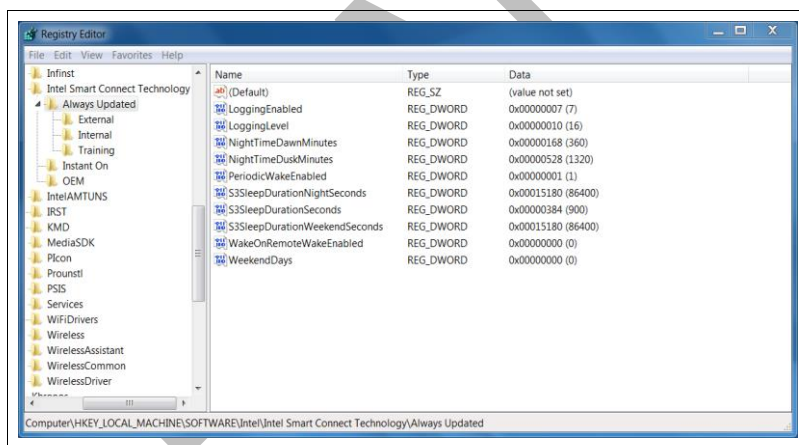 Registry Editor
File Edit View Favorites Help
Infinst
Intel Smart Connect Technology
Always Updated
External
Internal
Training
Instant On
OEM
IntelAMTUNS
IRST
KMD
MediaSDK
PIcon
Prounstl
PSIS
Services
WiFiDrivers
Wireless
WirelessAssistant
WirelessCommon
WirelessDriver
Khronos
Name Type Data
(Default) REG_SZ (value not set)
LoggingEnabled REG_DWORD 0x00000007 (7)
LoggingLevel REG_DWORD 0x00000010 (16)
NightTimeDawnMinutes REG_DWORD 0x00000168 (360)
NightTimeDuskMinutes REG_DWORD 0x00000528 (1320)
PeriodicWakeEnabled REG_DWORD 0x00000001 (1)
S3SleepDurationNightSeconds REG_DWORD 0x00015180 (86400)
S3SleepDurationSeconds REG_DWORD 0x00000384 (900)
S3SleepDurationWeekendSeconds REG_DWORD 0x00015180 (86400)
WakeOnRemoteWakeEnabled REG_DWORD 0x00000000 (0)
WeekendDays REG_DWORD 0x00000000 (0)
Computer\HKEY_LOCAL_MACHINE\SOFTWARE\Intel\Intel Smart Connect Technology\Always Updated